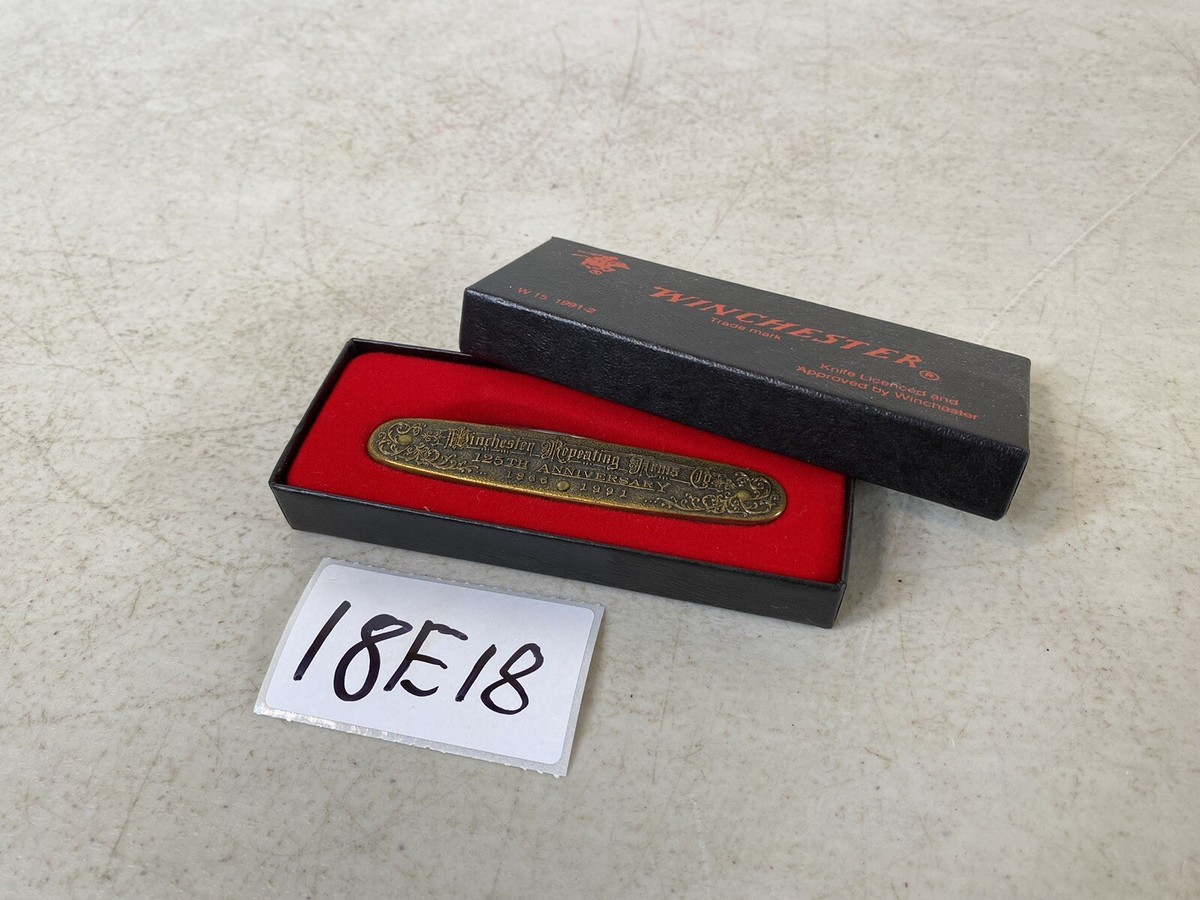 W 15 1991-2
WINCHESTER®
Trade mark
Knife Licenced and
Approved by Winchester
Winchester Repeating Arms Co.
125TH ANNIVERSARY
1866 1991
18E18